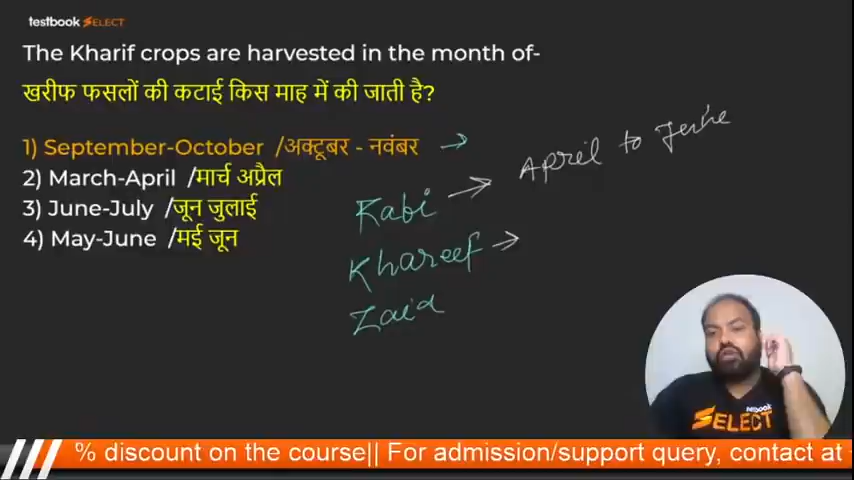 testbook SELECT
The Kharif crops are harvested in the month of-
खरीफ फसलों की कटाई किस माह में की जाती है?
1) September-October /अक्टूबर - नवंबर →
2) March-April /मार्च अप्रैल
3) June-July /जून जुलाई
4) May-June /मई जून
Rabi → April to June
Khareef →
Zaid
testbook
SELECT
% discount on the course|| For admission/support query, contact at